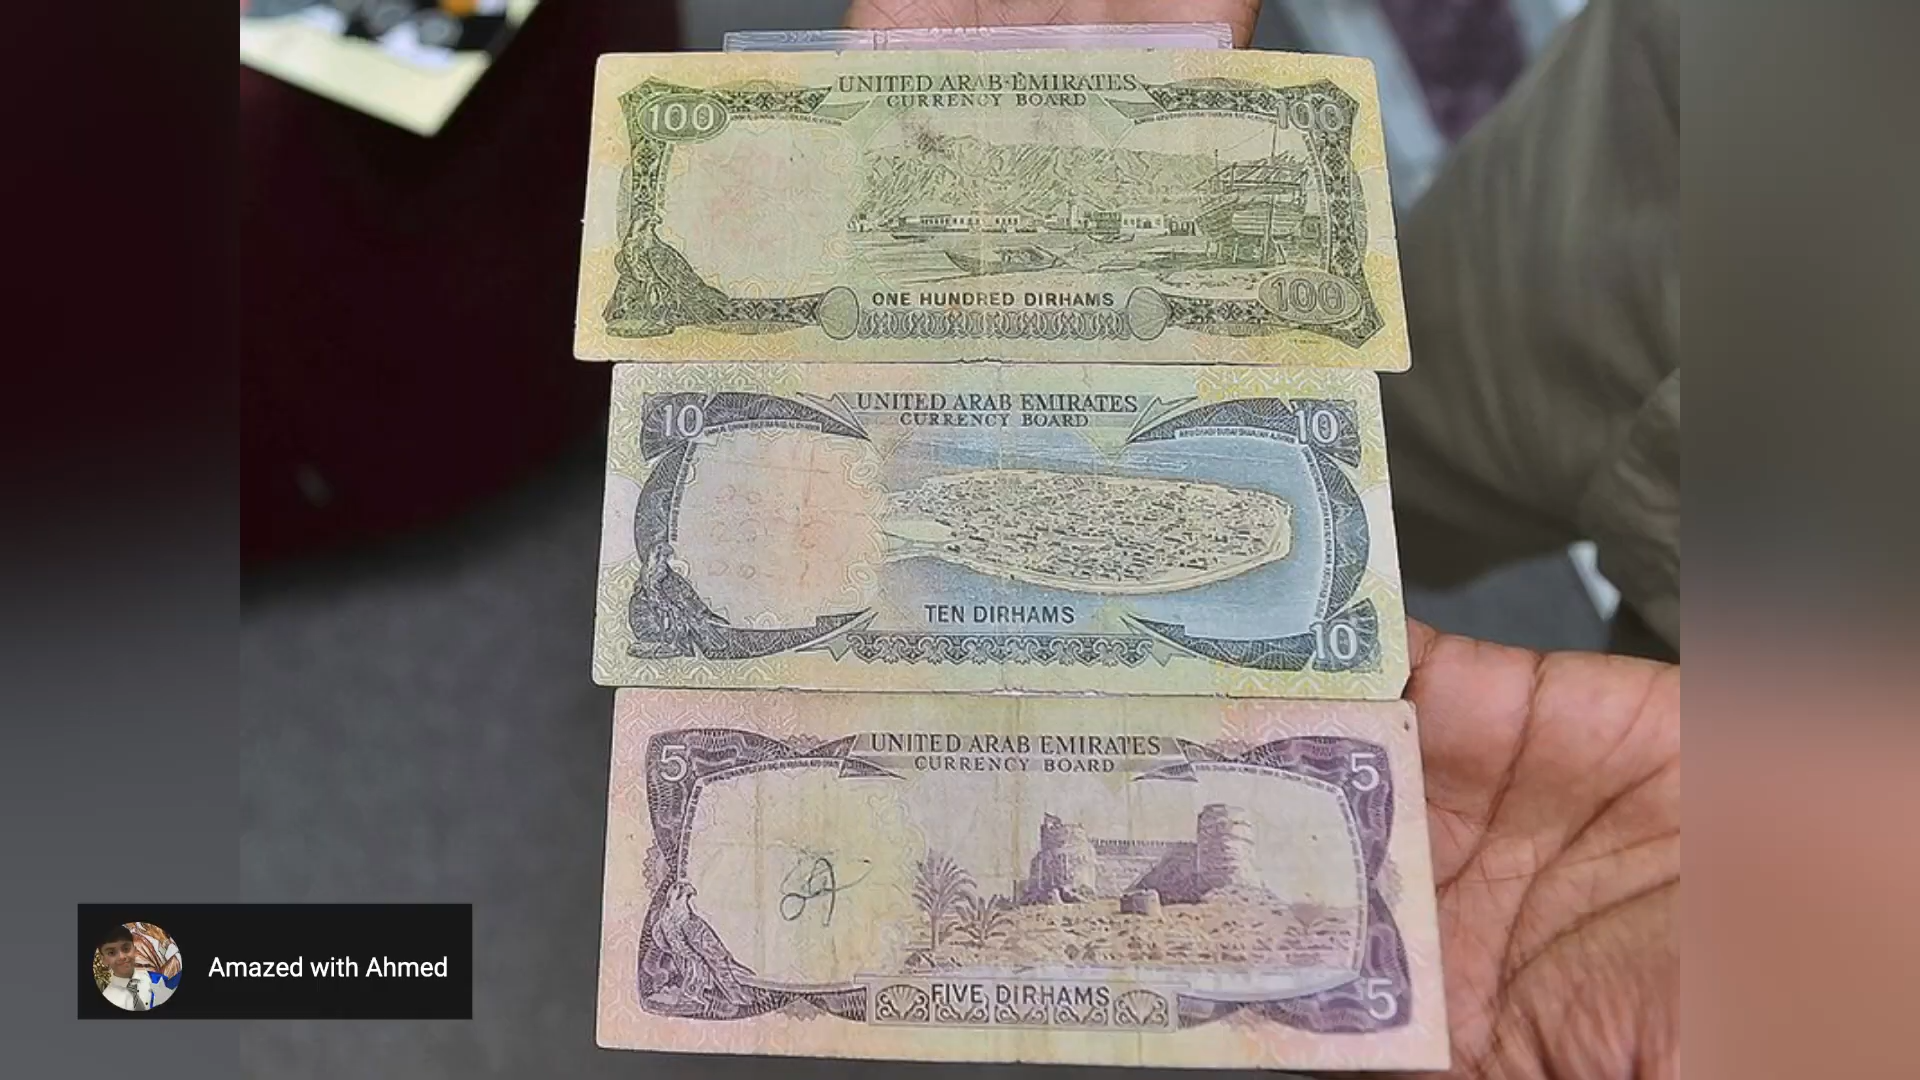 UNITED ARAB EMIRATES
CURRENCY BOARD
100
100
ONE HUNDRED DIRHAMS
100
UNITED ARAB EMIRATES
CURRENCY BOARD
10
10
TEN DIRHAMS
10
UNITED ARAB EMIRATES
CURRENCY BOARD
5
5
FIVE DIRHAMS
5
Amazed with Ahmed